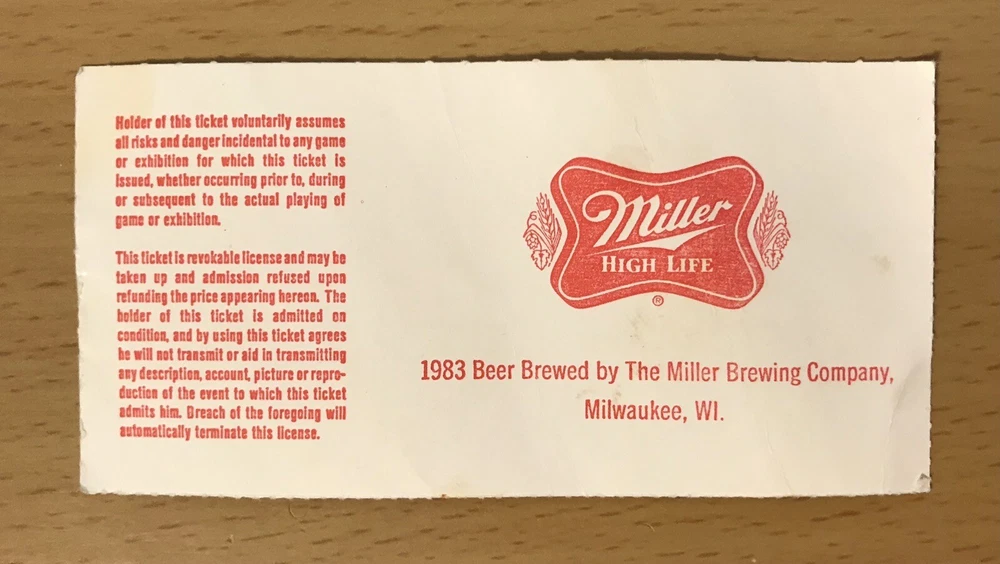 Holder of this ticket voluntarily assumes
all risks and danger incidental to any game
or exhibition for which this ticket is
issued, whether occurring prior to, during
or subsequent to the actual playing of
game or exhibition.
This ticket is revokable license and may be
taken up and admission refused upon
refunding the price appearing hereon. The
holder of this ticket is admitted on
condition, and by using this ticket agrees
he will not transmit or aid in transmitting
any description, account, picture or repro-
duction of the event to which this ticket
admits him. Breach of the foregoing will
automatically terminate this license.
Miller
HIGH LIFE
®
1983 Beer Brewed by The Miller Brewing Company,
Milwaukee, WI.